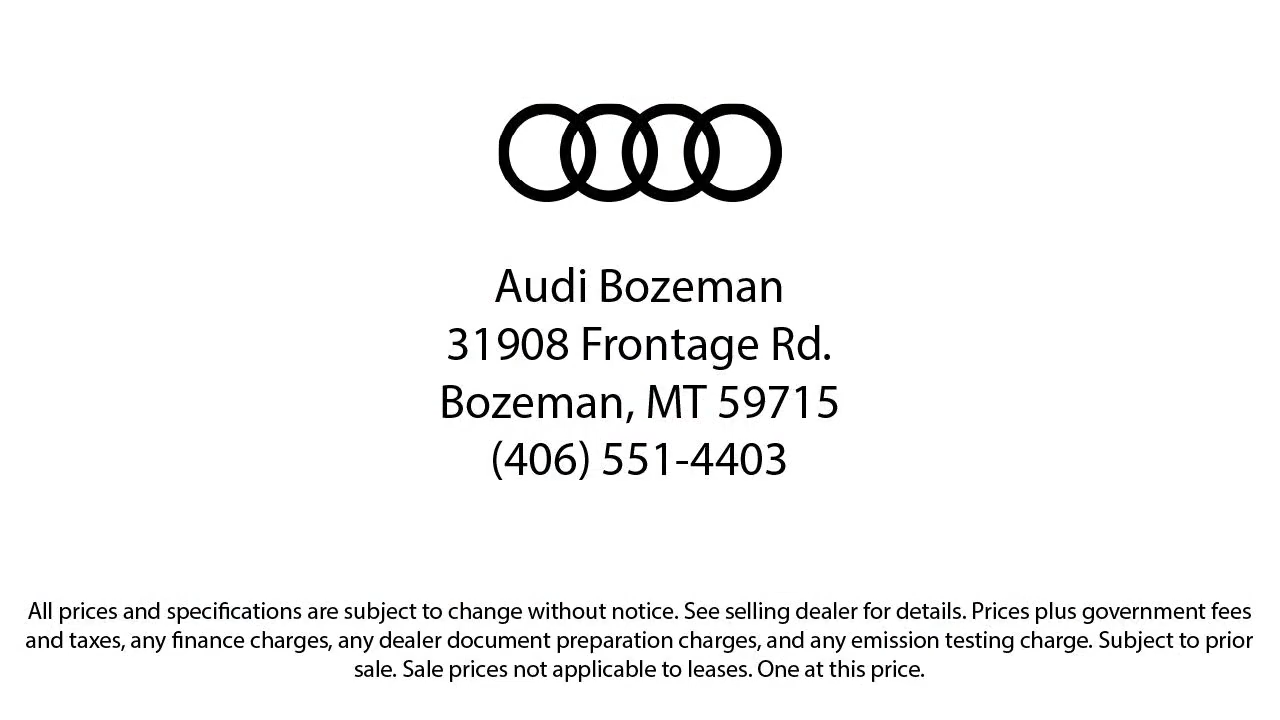 Audi Bozeman
31908 Frontage Rd.
Bozeman, MT 59715
(406) 551-4403
All prices and specifications are subject to change without notice. See selling dealer for details. Prices plus government fees
and taxes, any finance charges, any dealer document preparation charges, and any emission testing charge. Subject to prior
sale. Sale prices not applicable to leases. One at this price.